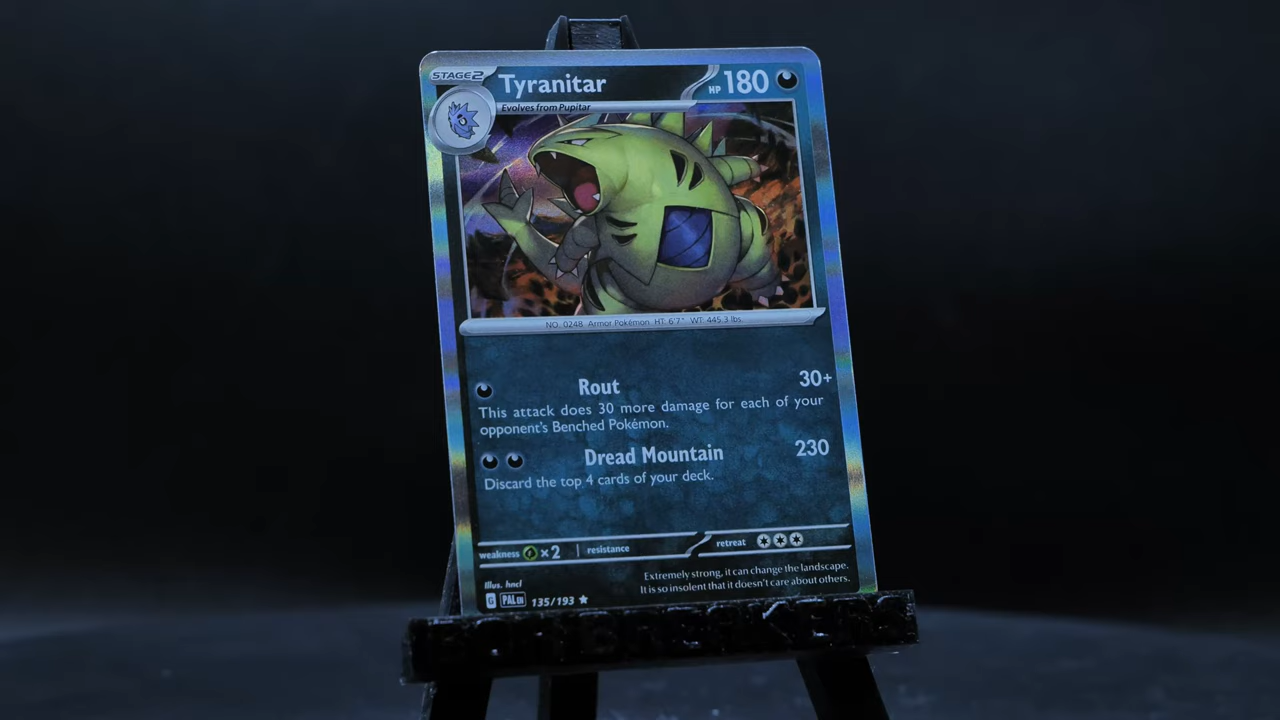 STAGE2 Tyranitar HP 180
Evolves from Pupitar
NO. 0248 Armor Pokémon HT: 6'7" WT: 445.3 lbs.
Rout 30+
This attack does 30 more damage for each of your
opponent's Benched Pokémon.
Dread Mountain 230
Discard the top 4 cards of your deck.
weakness ×2 resistance retreat
Extremely strong, it can change the landscape.
It is so insolent that it doesn't care about others.
Illus. hncl
G PAL EN 135/193